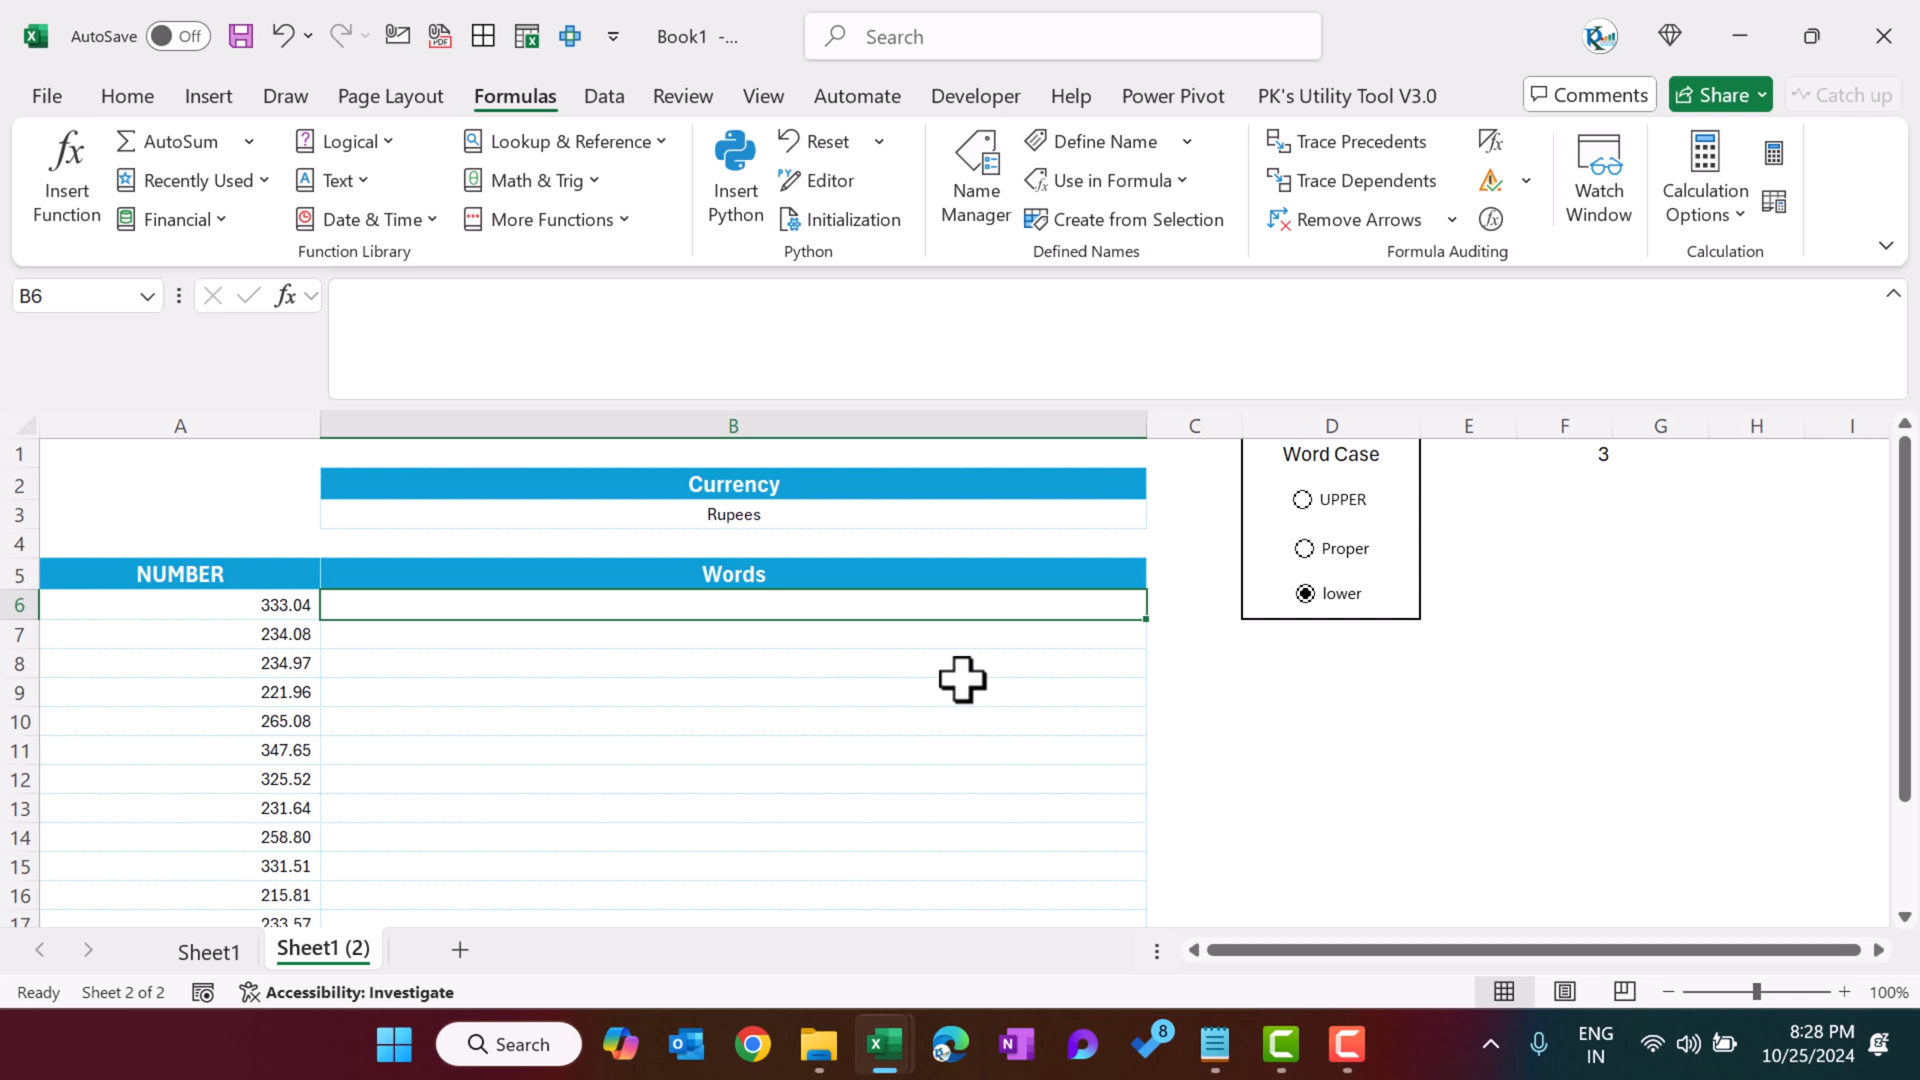 AutoSave Off Book1 -... Search
File Home Insert Draw Page Layout Formulas Data Review View Automate Developer Help Power Pivot PK's Utility Tool V3.0 Comments Share Catch up
fx Insert Function
AutoSum
Recently Used
Financial
Logical
Text
Date & Time
Lookup & Reference
Math & Trig
More Functions
Function Library
Insert Python
Reset
Editor
Initialization
Python
Name Manager
Define Name
Use in Formula
Create from Selection
Defined Names
Trace Precedents
Trace Dependents
Remove Arrows
Formula Auditing
Watch Window
Calculation Options
Calculation
B6 fx
A B C D E F G H I
1 Word Case 3
2 Currency UPPER
3 Rupees
4 Proper
5 NUMBER Words
6 333.04 lower
7 234.08
8 234.97
9 221.96
10 265.08
11 347.65
12 325.52
13 231.64
14 258.80
15 331.51
16 215.81
17 233.57
Sheet1 Sheet1 (2)
Ready Sheet 2 of 2 Accessibility: Investigate 100%
Search 8 ENG IN 8:28 PM 10/25/2024